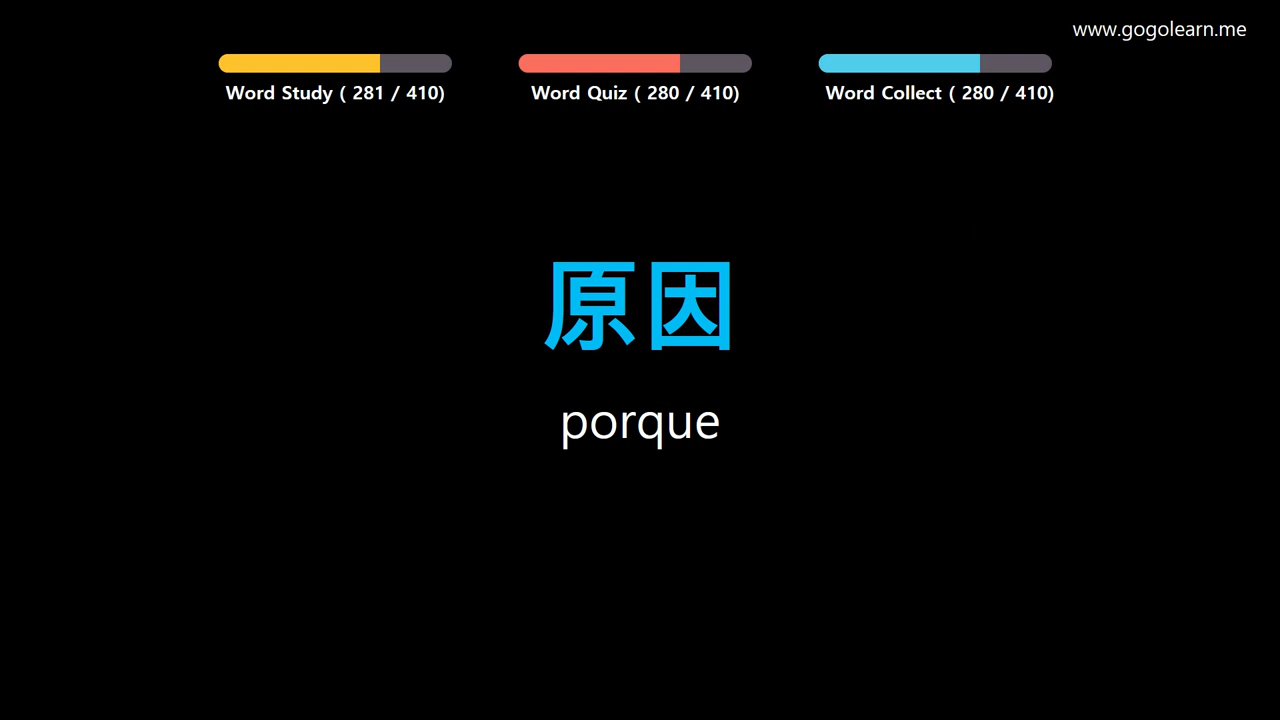 www.gogolearn.me
Word Study ( 281 / 410)
Word Quiz ( 280 / 410)
Word Collect ( 280 / 410)
原因
porque